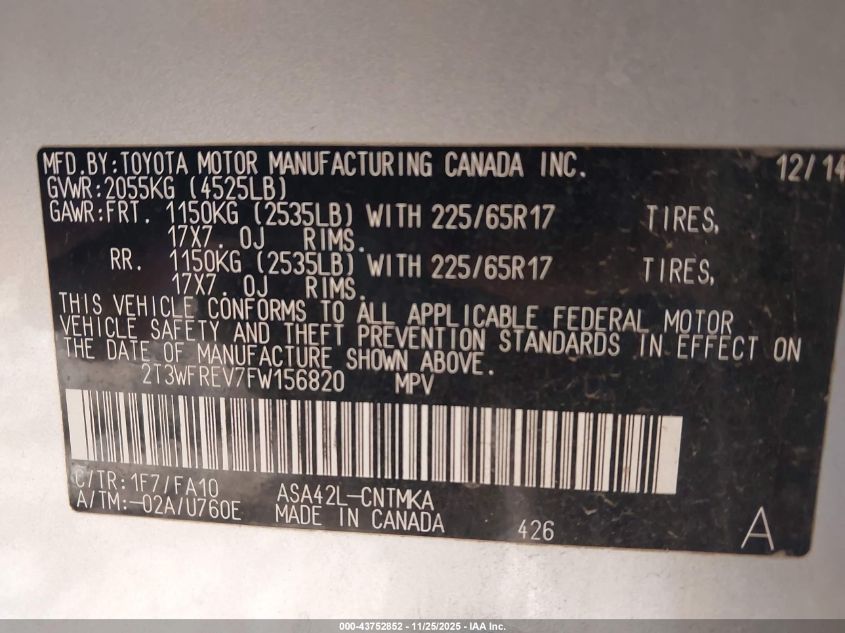 MFD.BY:TOYOTA MOTOR MANUFACTURING CANADA INC. 12/14
GVWR:2055KG (4525LB)
GAWR:FRT. 1150KG (2535LB) WITH 225/65R17 TIRES,
17X7. OJ RIMS.
RR. 1150KG (2535LB) WITH 225/65R17 TIRES,
17X7. OJ RIMS.
THIS VEHICLE CONFORMS TO ALL APPLICABLE FEDERAL MOTOR
VEHICLE SAFETY AND THEFT PREVENTION STANDARDS IN EFFECT ON
THE DATE OF MANUFACTURE SHOWN ABOVE.
2T3WFREV7FW156820 MPV
C/TR:1F7/FA10 ASA42L-CNTMKA
A/TM:-02A/U760E MADE IN CANADA 426 A
000-43752852 - 11/25/2025 - IAA Inc.